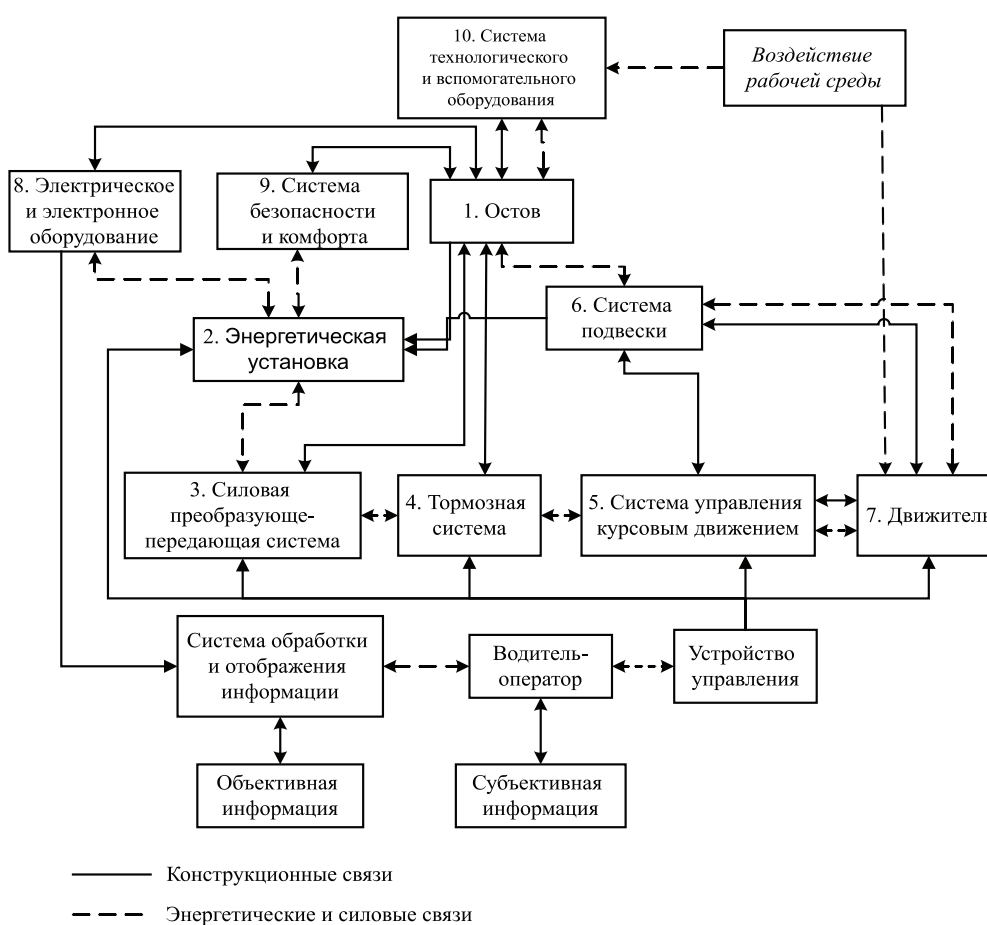 10. Система
технологического
и вспомогательного
оборудования
Воздействие
рабочей среды
8. Электрическое
и электронное
оборудование
9. Система
безопасности
и комфорта
1. Остов
6. Система
подвески
2. Энергетическая
установка
3. Силовая
преобразующе-
передающая система
4. Тормозная
система
5. Система управления
курсовым движением
7. Движитель
Система обработки
и отображения
информации
Водитель-
оператор
Устройство
управления
Объективная
информация
Субъективная
информация
Конструкционные связи
Энергетические и силовые связи